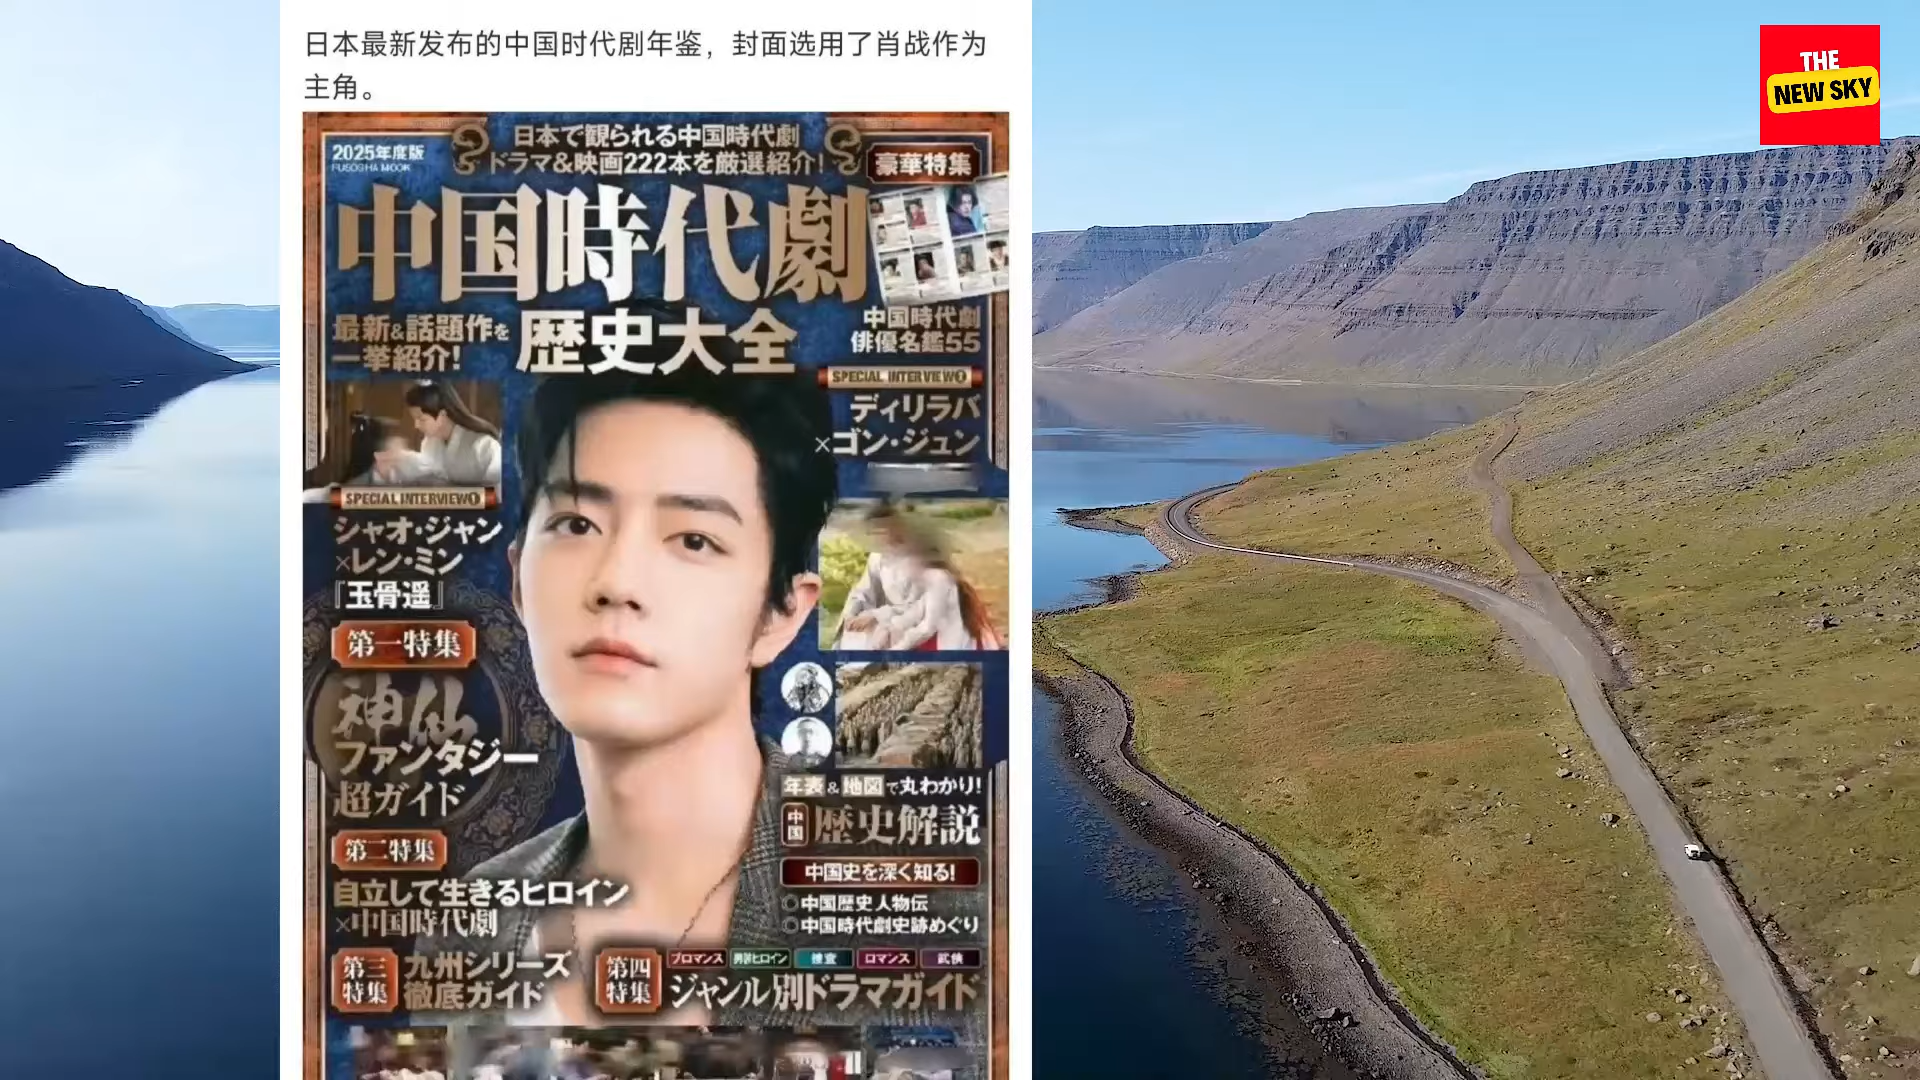 日本最新发布的中国时代剧年鉴，封面选用了肖战作为
主角。
THE
NEW SKY
2025年度版
FUSOSHA MOOK
日本で観られる中国時代劇
ドラマ&映画222本を厳選紹介!
豪華特集
中国時代劇
最新&話題作を
一挙紹介!
歴史大全
中国時代劇
俳優名鑑55
SPECIAL INTERVIEW
ディリラバ
×ゴン・ジュン
SPECIAL INTERVIEW❶
シャオ・ジャン
×レン・ミン
『玉骨遥』
第一特集
神仙
ファンタジー
超ガイド
年表&地図で丸わかり!
中国
歴史解説
第二特集
自立して生きるヒロイン
×中国時代劇
中国史を深く知る!
○中国歴史人物伝
○中国時代劇史跡めぐり
第三
特集
九州シリーズ
徹底ガイド
第四
特集
ブロマンス
男装ヒロイン
捜査
ロマンス
武侠
ジャンル別ドラマガイド